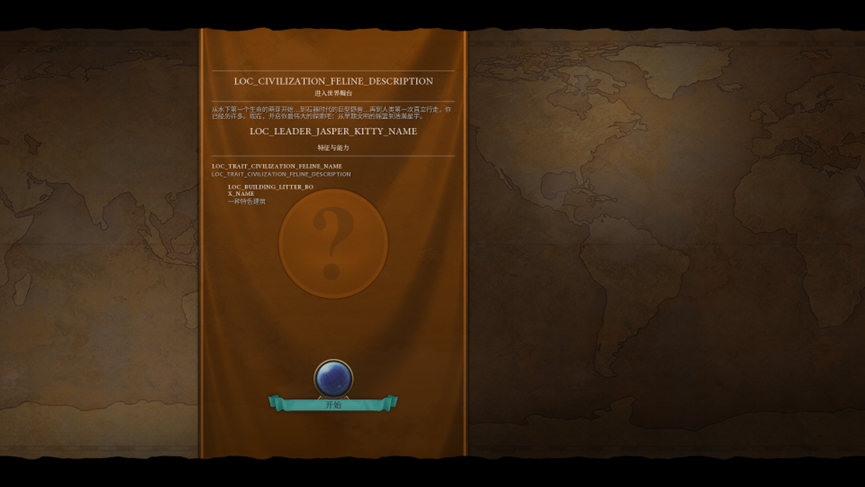 LOC_CIVILIZATION_FELINE_DESCRIPTION
进入世界舞台
从水下第一个生命的萌芽开始...到石器时代的巨型野兽...再到人类第一次直立行走，你
已经历许多。现在，开启你最伟大的探索吧：从早期文明的摇篮到浩瀚星宇。
LOC_LEADER_JASPER_KITTY_NAME
特征与能力
LOC_TRAIT_CIVILIZATION_FELINE_NAME
LOC_TRAIT_CIVILIZATION_FELINE_DESCRIPTION
LOC_BUILDING_LITTER_BO
X_NAME
一种特色建筑
开始